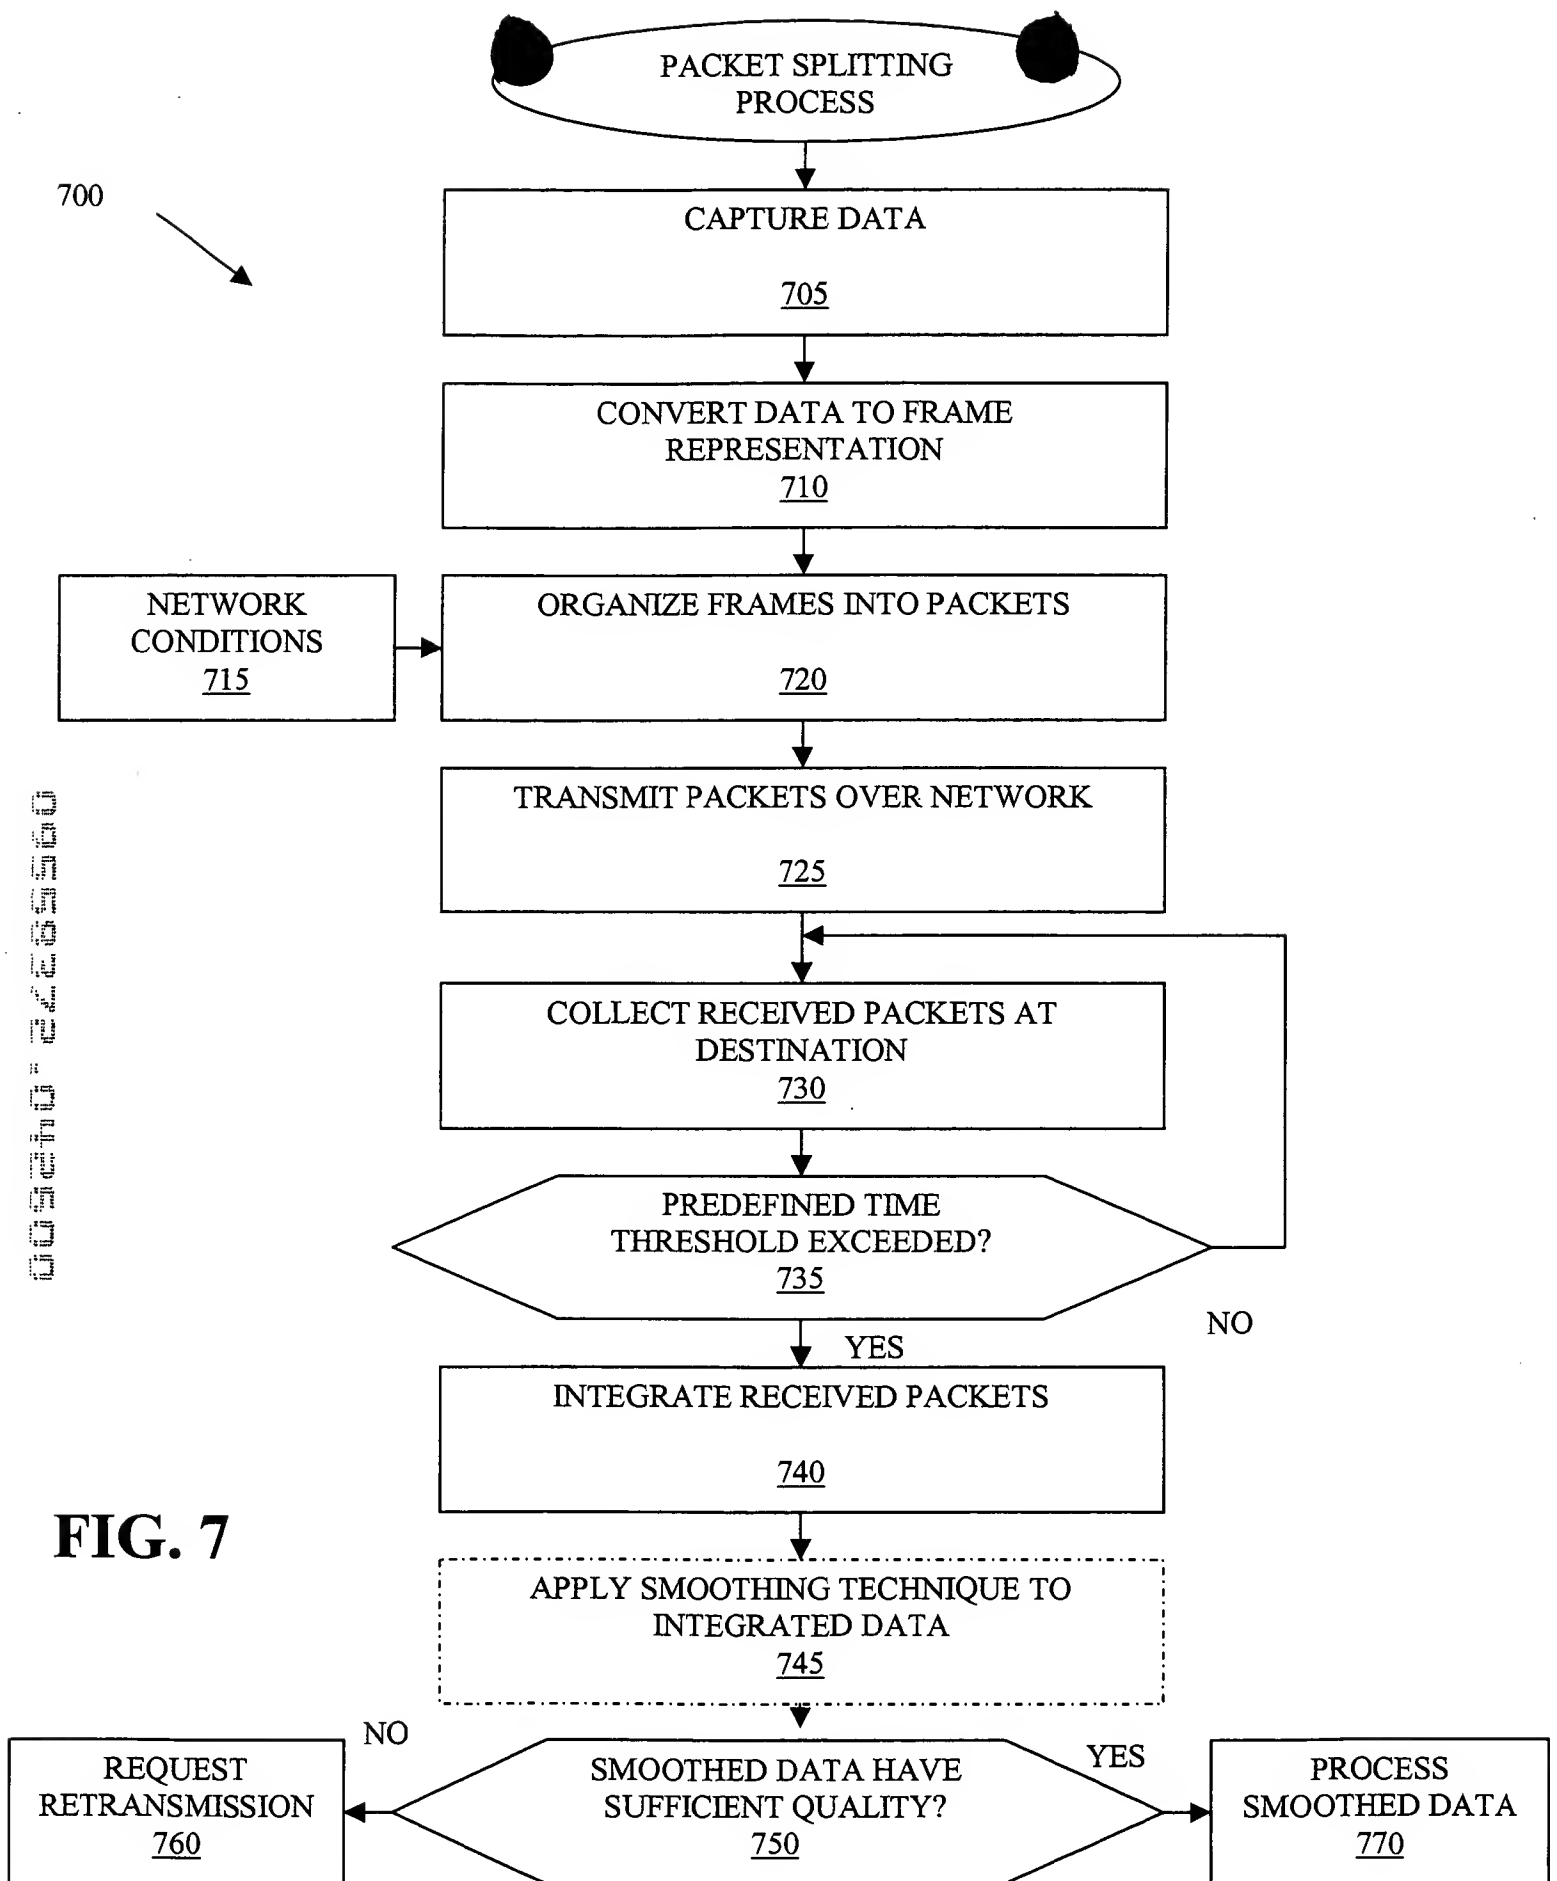 PACKET SPLITTING
PROCESS
700
CAPTURE DATA
705
CONVERT DATA TO FRAME
REPRESENTATION
710
NETWORK
CONDITIONS
715
ORGANIZE FRAMES INTO PACKETS
720
TRANSMIT PACKETS OVER NETWORK
725
COLLECT RECEIVED PACKETS AT
DESTINATION
730
PREDEFINED TIME
THRESHOLD EXCEEDED?
735
NO
YES
INTEGRATE RECEIVED PACKETS
740
FIG. 7
APPLY SMOOTHING TECHNIQUE TO
INTEGRATED DATA
745
NO
REQUEST
RETRANSMISSION
760
SMOOTHED DATA HAVE
SUFFICIENT QUALITY?
750
YES
PROCESS
SMOOTHED DATA
770